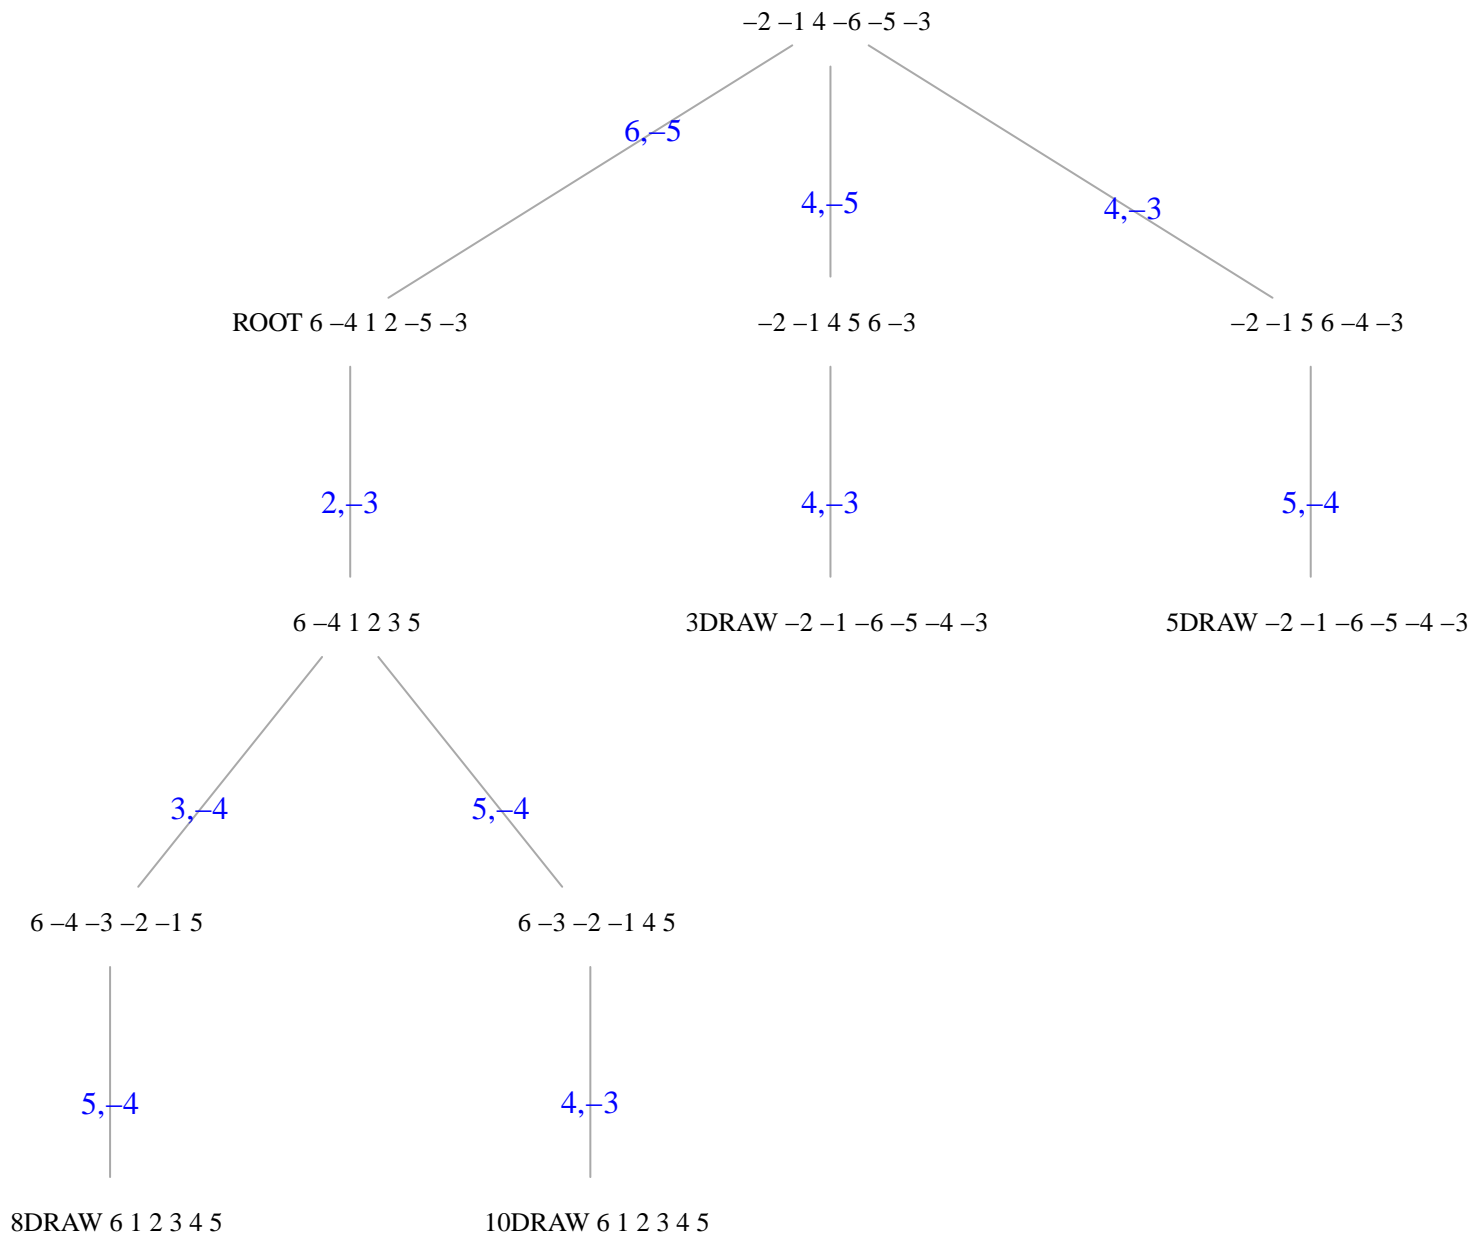 –2 –1 4 –6 –5 –3
6,–5
4,–5
4,–3
ROOT 6 –4 1 2 –5 –3
–2 –1 4 5 6 –3
–2 –1 5 6 –4 –3
2,–3
4,–3
5,–4
6 –4 1 2 3 5
3DRAW –2 –1 –6 –5 –4 –3
5DRAW –2 –1 –6 –5 –4 –3
3,–4
5,–4
6 –4 –3 –2 –1 5
6 –3 –2 –1 4 5
5,–4
4,–3
8DRAW 6 1 2 3 4 5
10DRAW 6 1 2 3 4 5